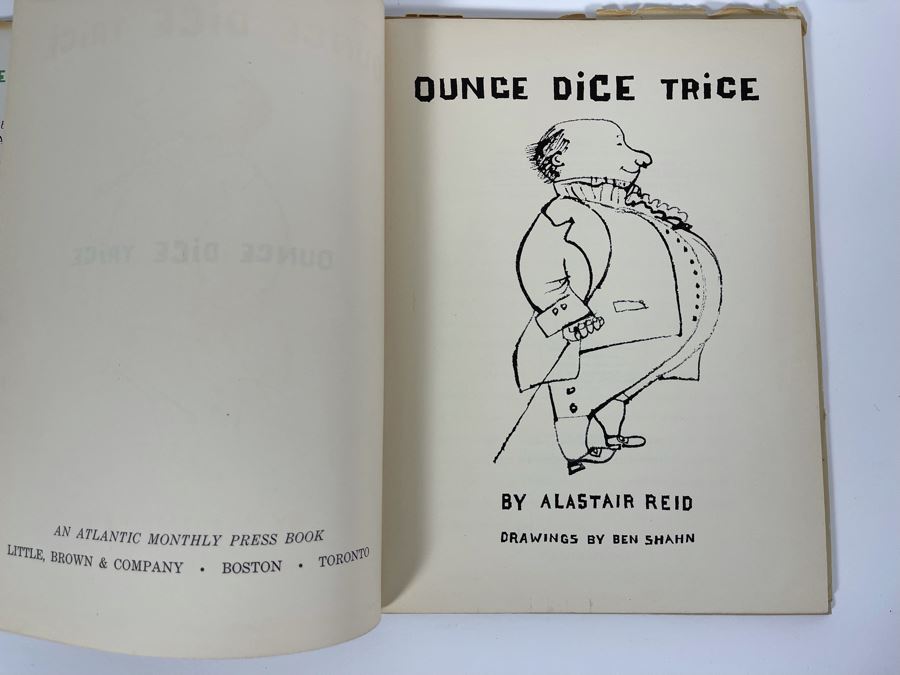 AN ATLANTIC MONTHLY PRESS BOOK
LITTLE, BROWN & COMPANY • BOSTON • TORONTO
OUNCE DiCE TRiCE
BY ALASTAIR REID
DRAWINGS BY BEN SHAHN